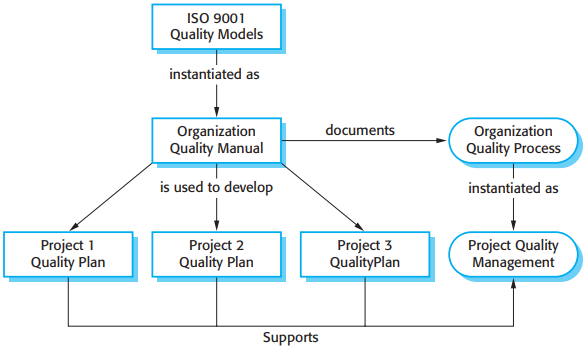 ISO 9001
Quality Models
instantiated as
Organization
Quality Manual
documents
Organization
Quality Process
is used to develop
instantiated as
Project 1
Quality Plan
Project 2
Quality Plan
Project 3
QualityPlan
Project Quality
Management
Supports